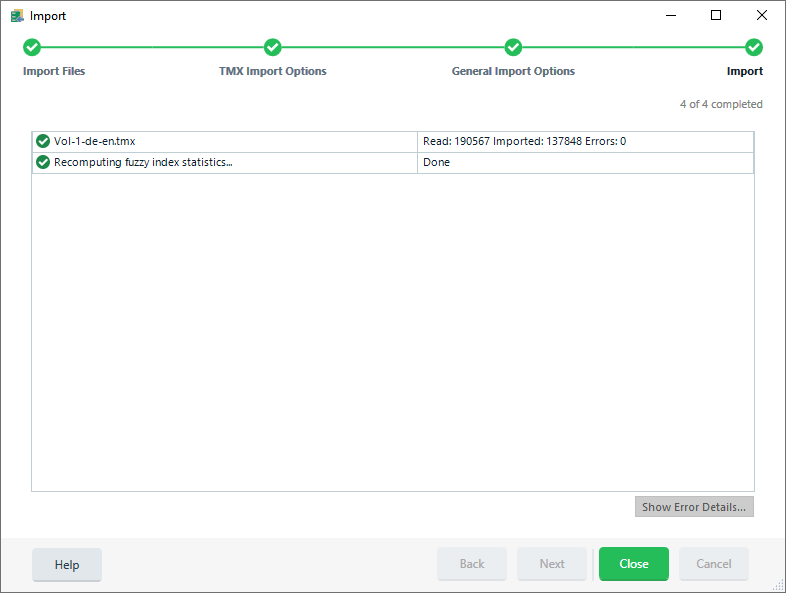 Import
Import Files
TMX Import Options
General Import Options
Import
4 of 4 completed
Vol-1-de-en.tmx
Read: 190567 Imported: 137848 Errors: 0
Recomputing fuzzy index statistics...
Done
Show Error Details...
Help
Back
Next
Close
Cancel